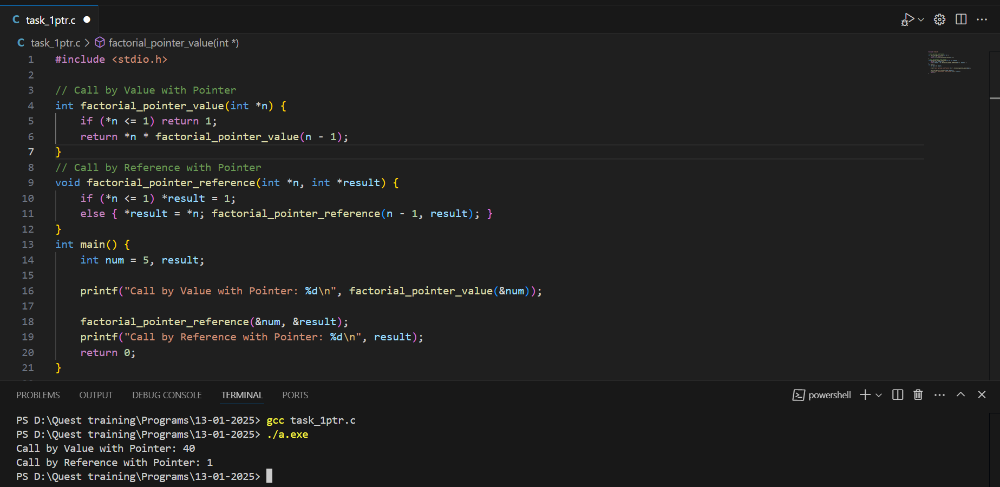 C task_1ptr.c
C task_1ptr.c > factorial_pointer_value(int *)
1 #include <stdio.h>
2
3 // Call by Value with Pointer
4 int factorial_pointer_value(int *n) {
5     if (*n <= 1) return 1;
6     return *n * factorial_pointer_value(n - 1);
7 }
8 // Call by Reference with Pointer
9 void factorial_pointer_reference(int *n, int *result) {
10     if (*n <= 1) *result = 1;
11     else { *result = *n; factorial_pointer_reference(n - 1, result); }
12 }
13 int main() {
14     int num = 5, result;
15
16     printf("Call by Value with Pointer: %d\n", factorial_pointer_value(&num));
17
18     factorial_pointer_reference(&num, &result);
19     printf("Call by Reference with Pointer: %d\n", result);
20     return 0;
21 }
PROBLEMS OUTPUT DEBUG CONSOLE TERMINAL PORTS powershell
PS D:\Quest training\Programs\13-01-2025> gcc task_1ptr.c
PS D:\Quest training\Programs\13-01-2025> ./a.exe
Call by Value with Pointer: 40
Call by Reference with Pointer: 1
PS D:\Quest training\Programs\13-01-2025>